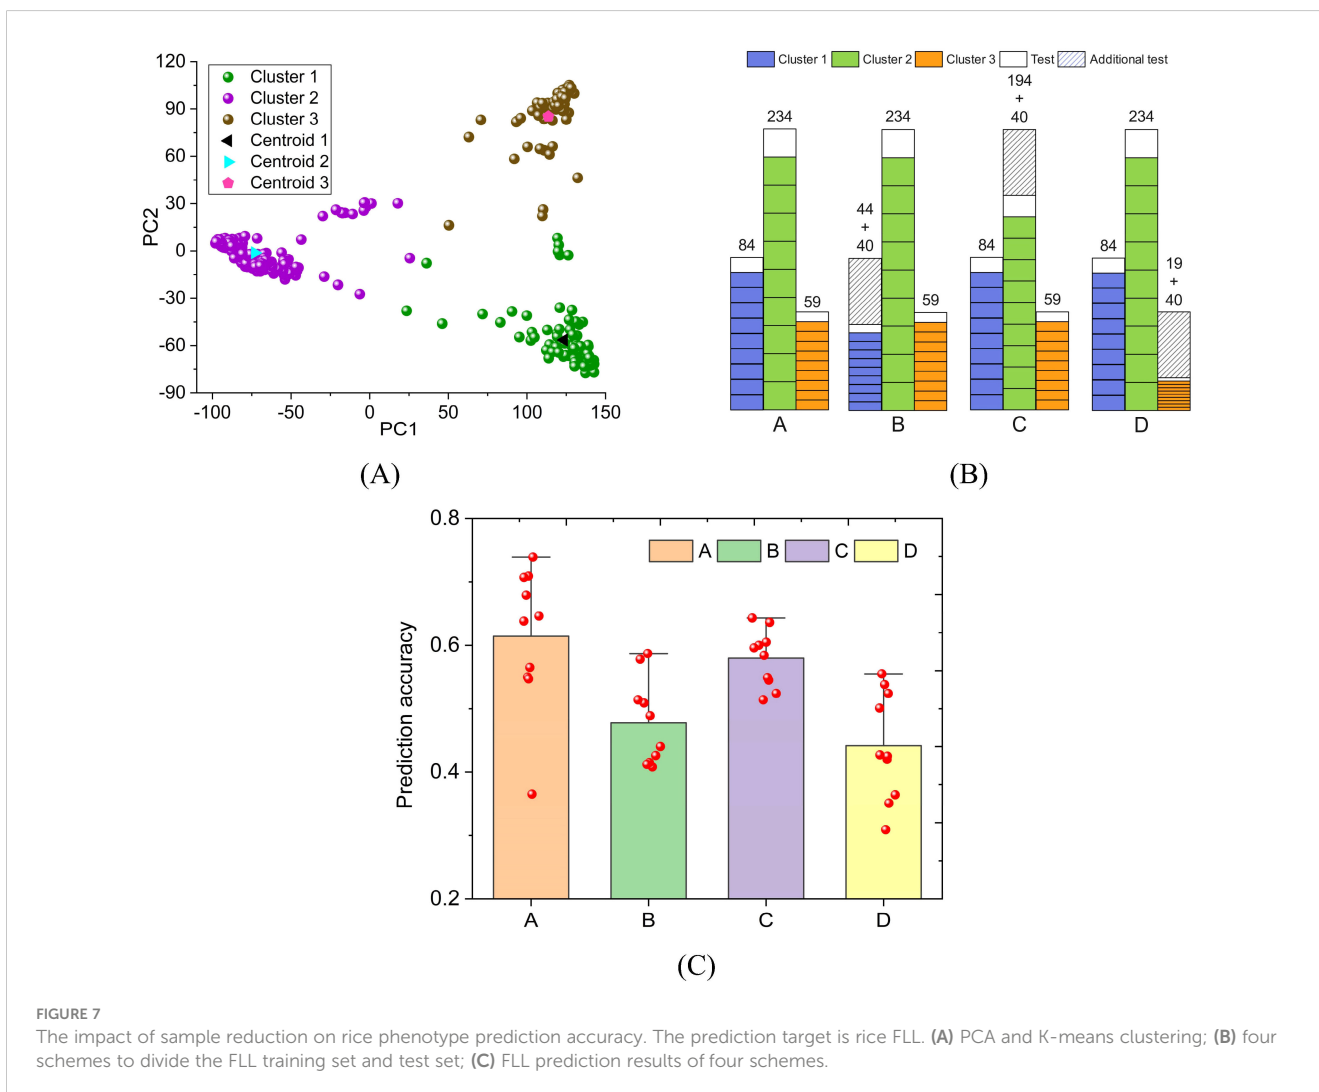 120
90
60
30
0
-30
-60
-90
PC2
-100
-50
0
50
100
150
PC1
Cluster 1
Cluster 2
Cluster 3
Centroid 1
Centroid 2
Centroid 3
(A)
Cluster 1 Cluster 2 Cluster 3 Test Additional test
84
234
59
A
44
+
40
234
59
B
84
194
+
40
59
C
84
234
19
+
40
D
(B)
0.8
0.6
0.4
0.2
Prediction accuracy
A B C D
A B C D
(C)
FIGURE 7
The impact of sample reduction on rice phenotype prediction accuracy. The prediction target is rice FLL. (A) PCA and K-means clustering; (B) four
schemes to divide the FLL training set and test set; (C) FLL prediction results of four schemes.